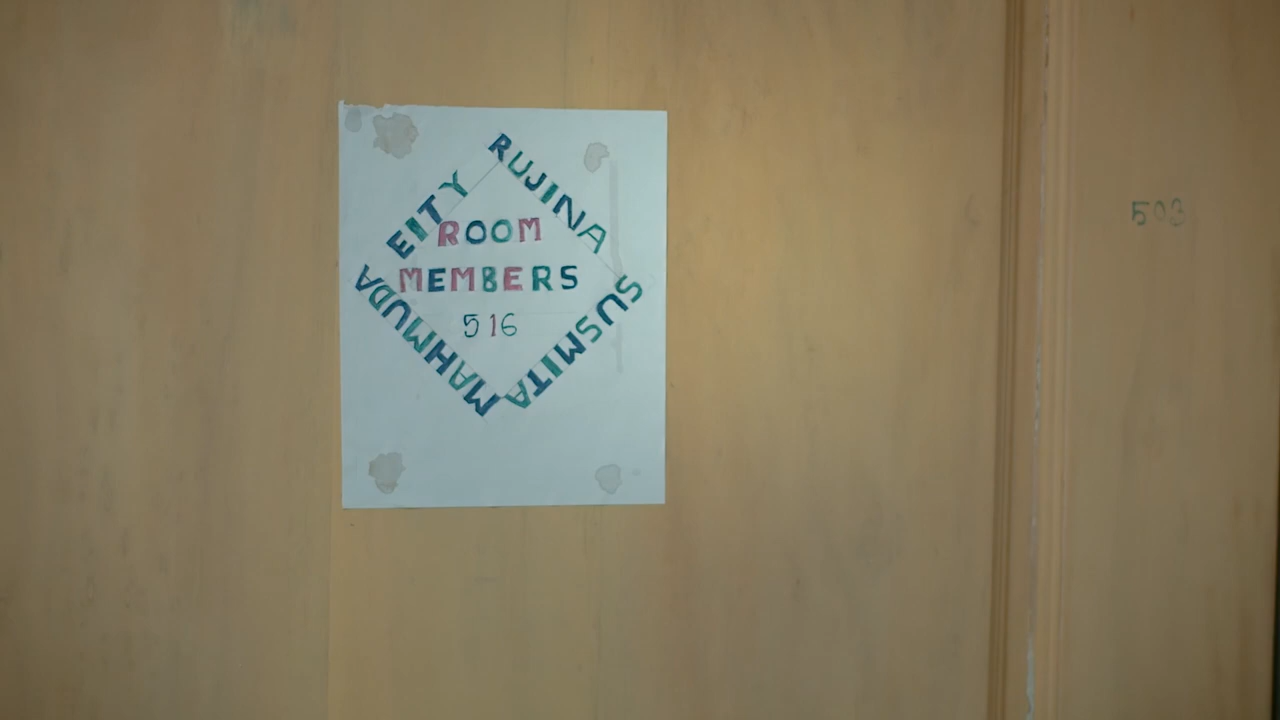 RUJINA
EITY
ROOM
MEMBERS
516
SUSMITA
MAHMUDA
503